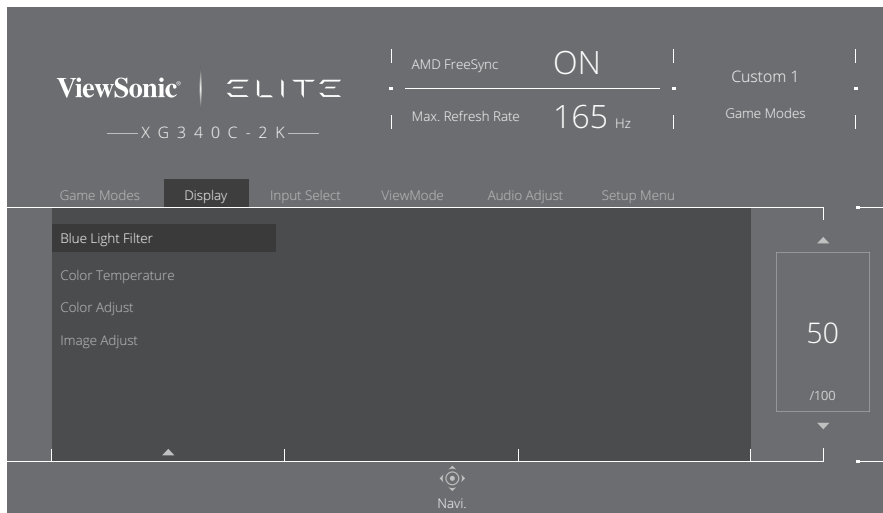 ViewSonic® ELITE
XG340C-2K
AMD FreeSync ON
Max. Refresh Rate 165 Hz
Custom 1
Game Modes
Game Modes Display Input Select ViewMode Audio Adjust Setup Menu
Blue Light Filter
Color Temperature
Color Adjust
Image Adjust
50
/100
Navi.